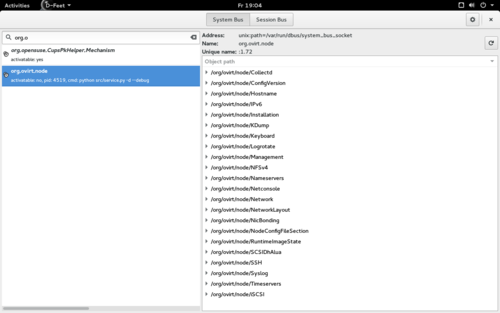 Activities
D-Feet
Fr 19:04
System Bus
Session Bus
org.o
org.opensuse.CupsPkHelper.Mechanism
activatable: yes
org.ovirt.node
activatable: no, pid: 8519, cmd: python src/service.py -d --debug
Address: unix:path=/var/run/dbus/system_bus_socket
Name: org.ovirt.node
Unique name: :1.72
Object path
/org/ovirt/node/Collectd
/org/ovirt/node/ConfigVersion
/org/ovirt/node/Hostname
/org/ovirt/node/IPv6
/org/ovirt/node/Installation
/org/ovirt/node/KDump
/org/ovirt/node/Keyboard
/org/ovirt/node/Logrotate
/org/ovirt/node/Management
/org/ovirt/node/NFSv4
/org/ovirt/node/Nameservers
/org/ovirt/node/Netconsole
/org/ovirt/node/Network
/org/ovirt/node/NetworkLayout
/org/ovirt/node/NicBonding
/org/ovirt/node/NodeConfigFileSection
/org/ovirt/node/RuntimeImageState
/org/ovirt/node/SCSIDhAlua
/org/ovirt/node/SSH
/org/ovirt/node/Syslog
/org/ovirt/node/Timeservers
/org/ovirt/node/iSCSI